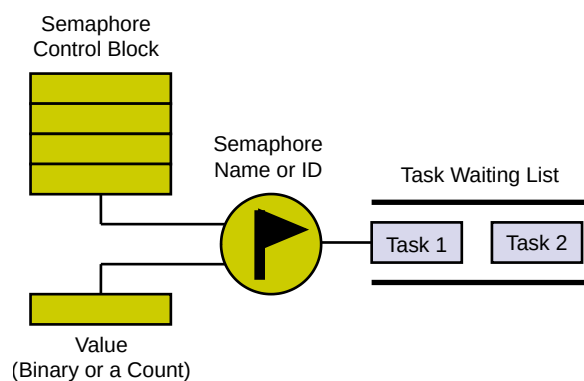 Semaphore
Control Block
Semaphore
Name or ID
Task Waiting List
Task 1
Task 2
Value
(Binary or a Count)